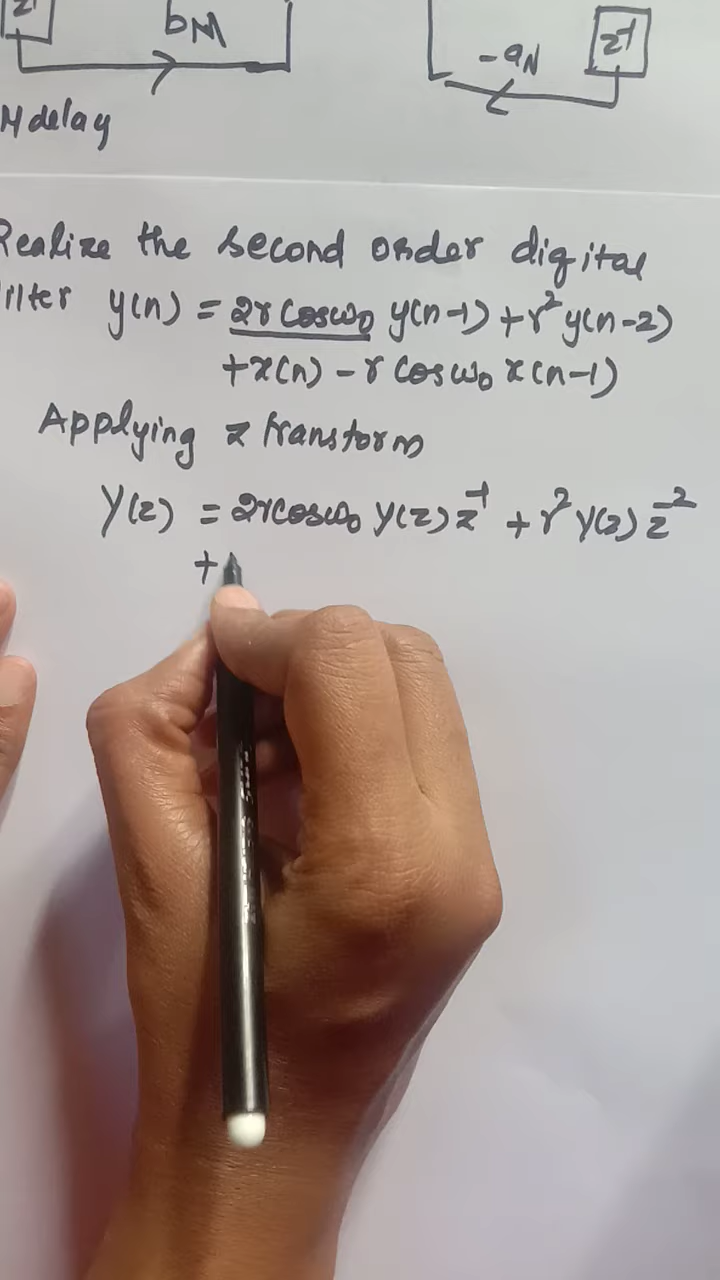 z⁻¹ bM -aN z⁻¹
M delay
Realize the second order digital
filter y(n) = 2r cosω₀ y(n-1) + r² y(n-2)
+ x(n) - r cosω₀ x(n-1)
Applying z transform
Y(z) = 2r cosω₀ Y(z) z⁻¹ + r² Y(z) z⁻²
+